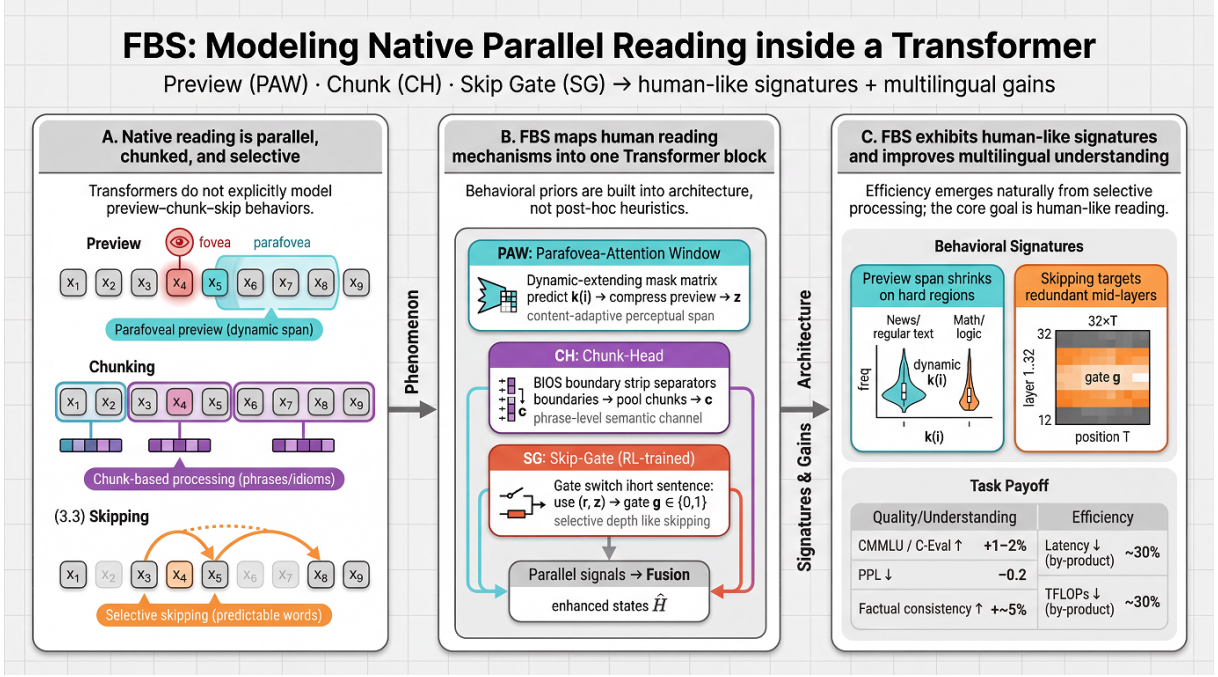 FBS: Modeling Native Parallel Reading inside a Transformer
Preview (PAW) · Chunk (CH) · Skip Gate (SG) → human-like signatures + multilingual gains
A. Native reading is parallel,
chunked, and selective
Transformers do not explicitly model
preview–chunk–skip behaviors.
Preview
fovea
parafovea
x1 x2 x3 x4 x5 x6 x7 x8 x9
Parafoveal preview (dynamic span)
Chunking
x1 x2 x3 x4 x5 x6 x7 x8 x9
Chunk-based processing (phrases/idioms)
(3.3) Skipping
x1 x2 x3 x4 x5 x6 x7 x8 x9
Selective skipping (predictable words)
Phenomenon
B. FBS maps human reading
mechanisms into one Transformer block
Behavioral priors are built into architecture,
not post-hoc heuristics.
PAW: Parafovea-Attention Window
Dynamic-extending mask matrix
predict k(i) → compress preview → z
content-adaptive perceptual span
CH: Chunk-Head
c
BIOS boundary strip separators
boundaries → pool chunks → c
phrase-level semantic channel
SG: Skip-Gate (RL-trained)
Gate switch ihort sentence:
use (r, z) → gate g ∈ {0,1}
selective depth like skipping
Parallel signals → Fusion
enhanced states Ĥ
Architecture
Signatures & Gains
C. FBS exhibits human-like signatures
and improves multilingual understanding
Efficiency emerges naturally from selective
processing; the core goal is human-like reading.
Behavioral Signatures
Preview span shrinks
on hard regions
News/
regular text
Math/
logic
freq
dynamic
k(i)
k(i)
Skipping targets
redundant mid-layers
32×T
32
layer 1..32
gate g
12
position T
Task Payoff
Quality/Understanding
Efficiency
CMMLU / C-Eval ↑ +1–2%
PPL ↓ −0.2
Factual consistency ↑ +~5%
Latency ↓
(by-product)
~30%
TFLOPs ↓
(by-product)
~30%